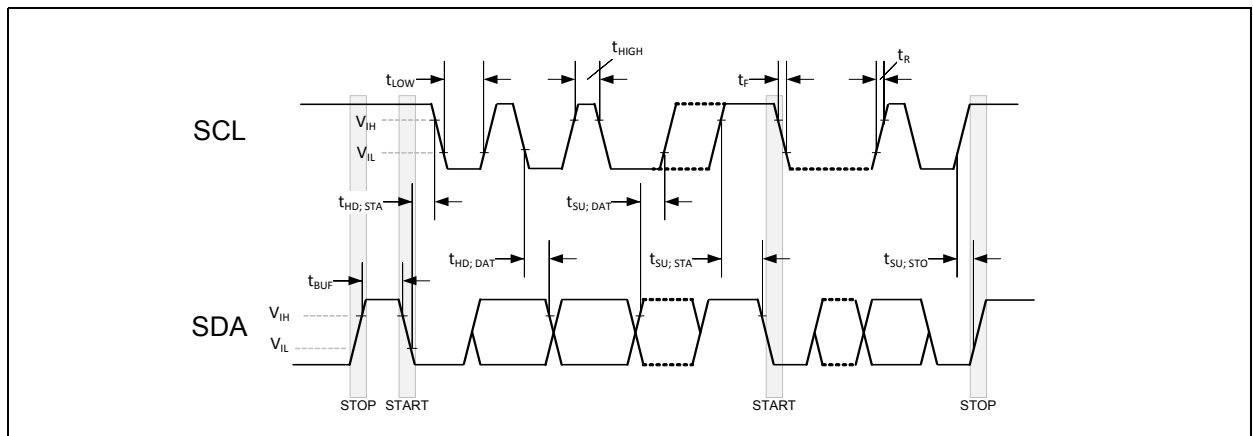 tHIGH
tR
tLOW
tF
SCL
VIH
VIL
tHD; STA
tSU; DAT
tHD; DAT
tSU; STA
tSU; STO
tBUF
SDA
VIH
VIL
STOP START START STOP